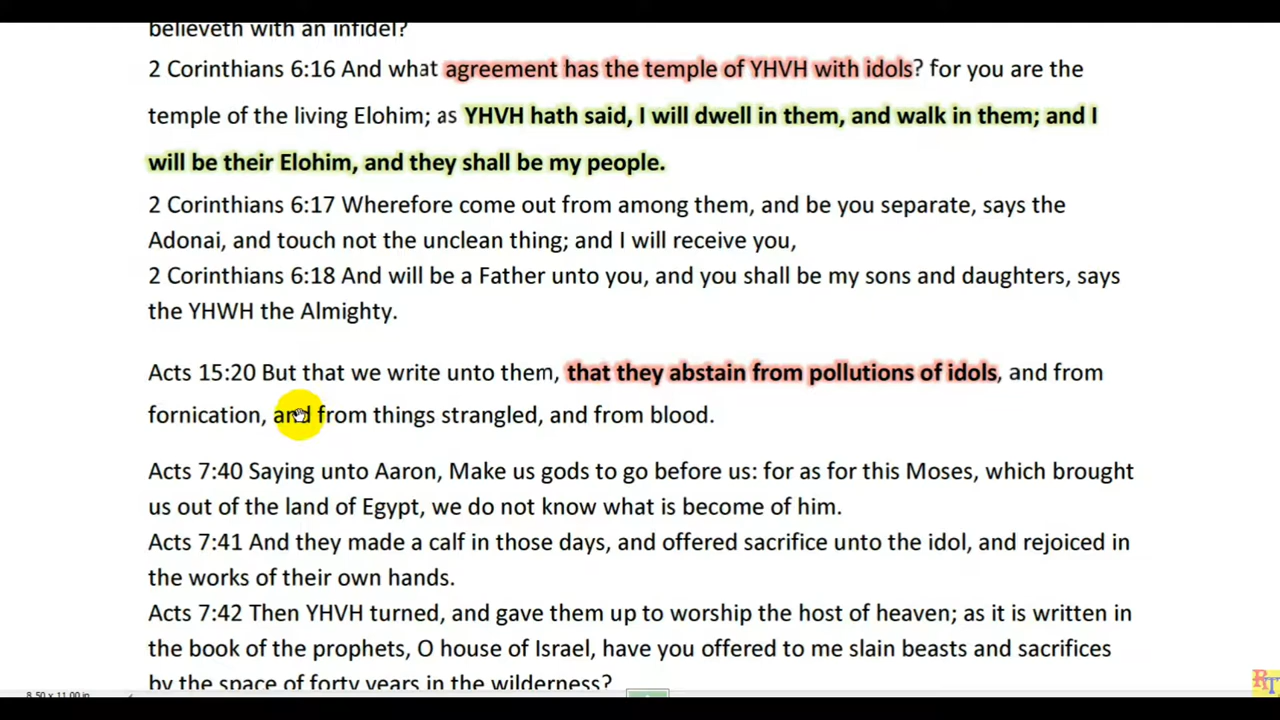 believeth with an infidel?
2 Corinthians 6:16 And what agreement has the temple of YHVH with idols? for you are the
temple of the living Elohim; as YHVH hath said, I will dwell in them, and walk in them; and I
will be their Elohim, and they shall be my people.
2 Corinthians 6:17 Wherefore come out from among them, and be you separate, says the
Adonai, and touch not the unclean thing; and I will receive you,
2 Corinthians 6:18 And will be a Father unto you, and you shall be my sons and daughters, says
the YHWH the Almighty.
Acts 15:20 But that we write unto them, that they abstain from pollutions of idols, and from
fornication, and from things strangled, and from blood.
Acts 7:40 Saying unto Aaron, Make us gods to go before us: for as for this Moses, which brought
us out of the land of Egypt, we do not know what is become of him.
Acts 7:41 And they made a calf in those days, and offered sacrifice unto the idol, and rejoiced in
the works of their own hands.
Acts 7:42 Then YHVH turned, and gave them up to worship the host of heaven; as it is written in
the book of the prophets, O house of Israel, have you offered to me slain beasts and sacrifices
by the space of forty years in the wilderness?
8.50 x 11.00 in
RT